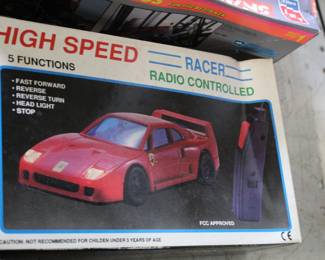 HIGH SPEED
RACER
5 FUNCTIONS
RADIO CONTROLLED
• FAST FORWARD
• REVERSE
• REVERSE TURN
• HEAD LIGHT
• STOP
FCC APPROVED
CAUTION: NOT RECOMMENDED FOR CHILDEN UNDER 3 YEARS OF AGE
CE